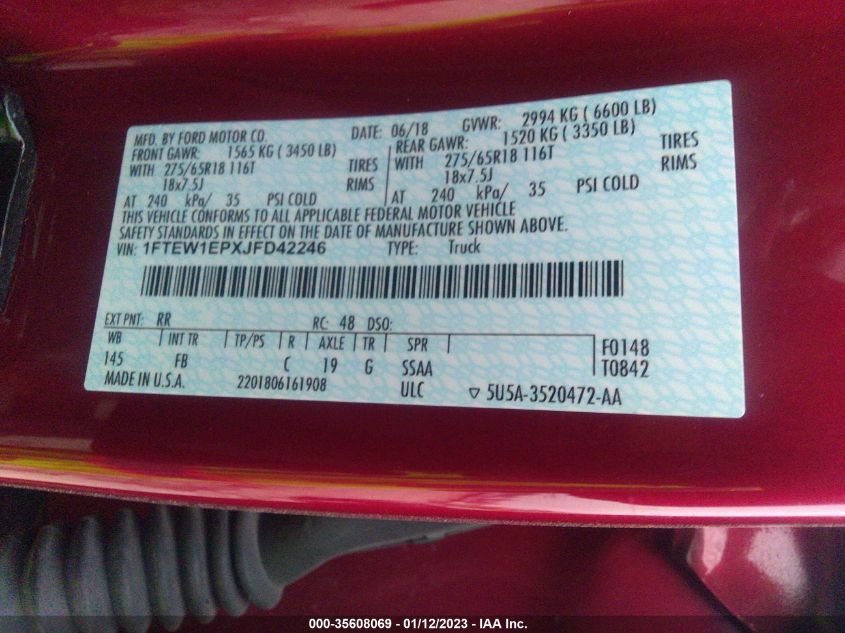 MFD. BY FORD MOTOR CO. DATE: 06/18 GVWR: 2994 KG ( 6600 LB)
FRONT GAWR: 1565 KG ( 3450 LB) REAR GAWR: 1520 KG ( 3350 LB)
WITH 275/65R18 116T TIRES WITH 275/65R18 116T TIRES
18x7.5J RIMS 18x7.5J RIMS
AT 240 kPa/ 35 PSI COLD AT 240 kPa/ 35 PSI COLD
THIS VEHICLE CONFORMS TO ALL APPLICABLE FEDERAL MOTOR VEHICLE
SAFETY STANDARDS IN EFFECT ON THE DATE OF MANUFACTURE SHOWN ABOVE.
VIN: 1FTEW1EPXJFD42246 TYPE: Truck
EXT PNT: RR RC: 48 DSO:
WB INT TR TP/PS R AXLE TR SPR F0148
145 FB C 19 G SSAA T0842
MADE IN U.S.A. 2201806161908 ULC ▽ 5U5A-3520472-AA
000-35608069 - 01/12/2023 - IAA Inc.